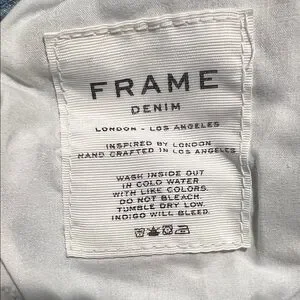 FRAME
DENIM
LONDON - LOS ANGELES
INSPIRED BY LONDON
HAND CRAFTED IN LOS ANGELES
WASH INSIDE OUT
IN COLD WATER
WITH LIKE COLORS.
DO NOT BLEACH.
TUMBLE DRY LOW.
INDIGO WILL BLEED.